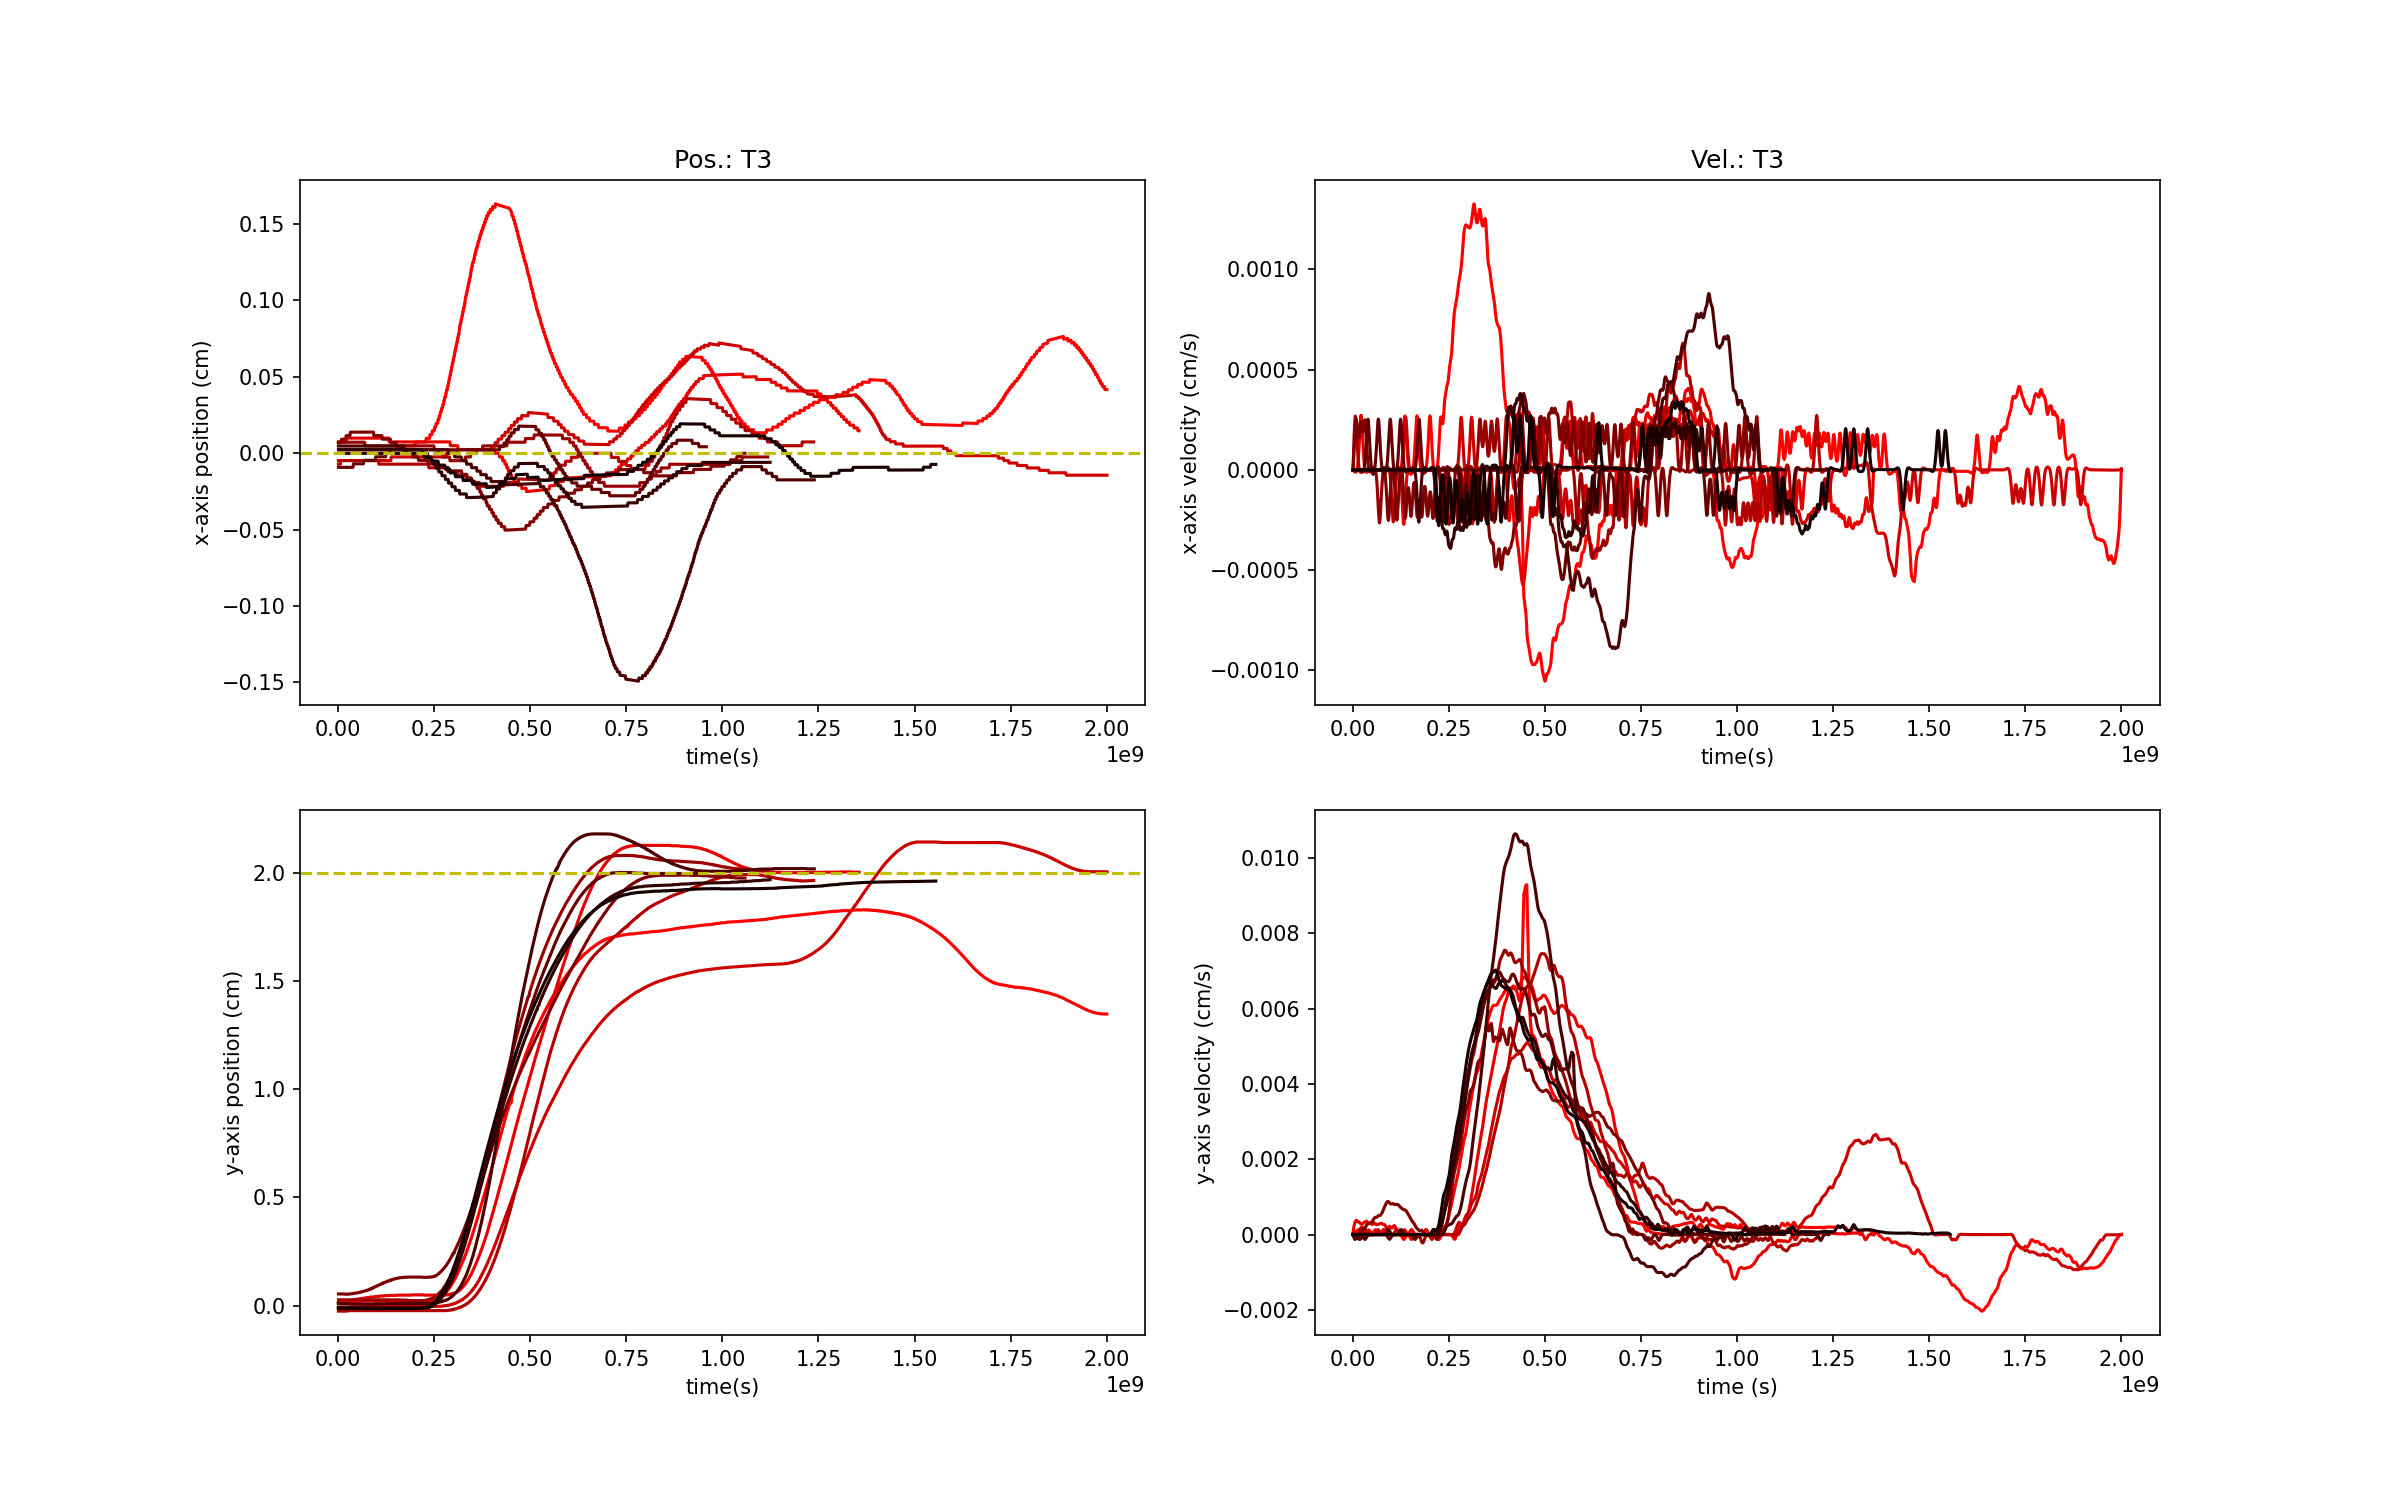 Pos.: T3
x-axis position (cm)
0.15
0.10
0.05
0.00
−0.05
−0.10
−0.15
0.00 0.25 0.50 0.75 1.00 1.25 1.50 1.75 2.00
time(s)
1e9
Vel.: T3
x-axis velocity (cm/s)
0.0010
0.0005
0.0000
−0.0005
−0.0010
0.00 0.25 0.50 0.75 1.00 1.25 1.50 1.75 2.00
time(s)
1e9
y-axis position (cm)
2.0
1.5
1.0
0.5
0.0
0.00 0.25 0.50 0.75 1.00 1.25 1.50 1.75 2.00
time(s)
1e9
y-axis velocity (cm/s)
0.010
0.008
0.006
0.004
0.002
0.000
−0.002
0.00 0.25 0.50 0.75 1.00 1.25 1.50 1.75 2.00
time (s)
1e9